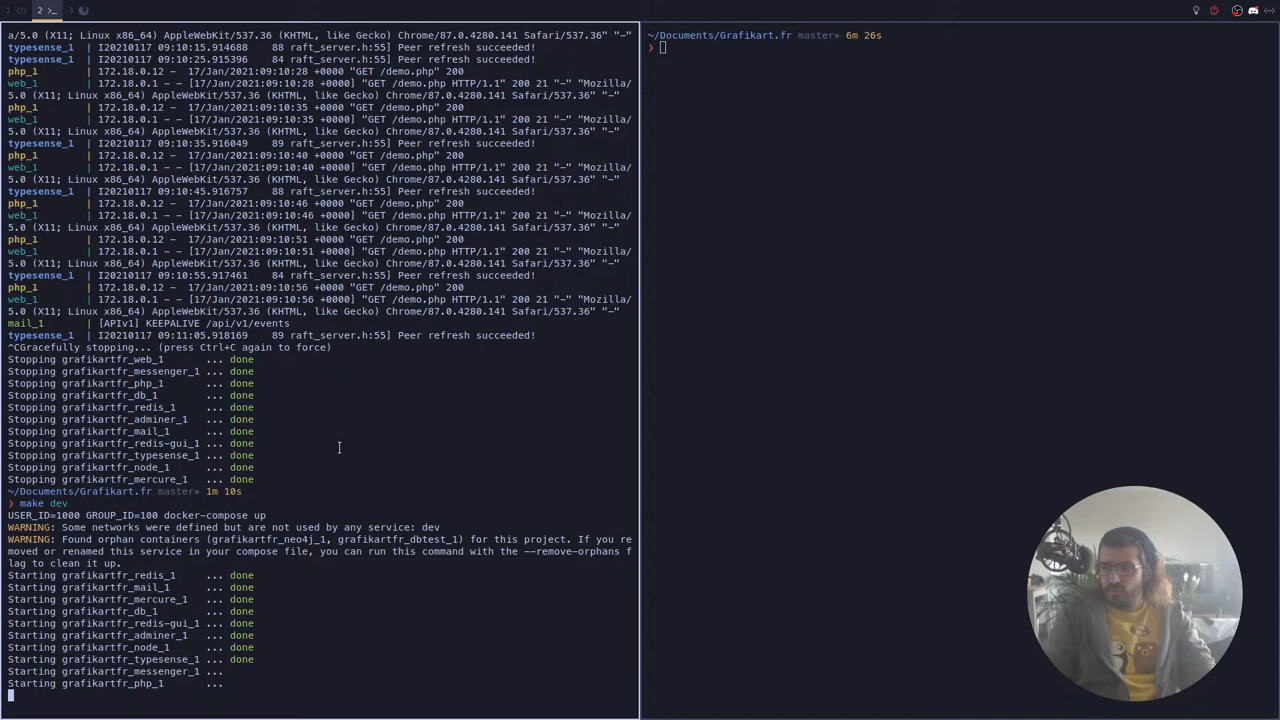 1 </> 2 >_ 3
a/5.0 (X11; Linux x86_64) AppleWebKit/537.36 (KHTML, like Gecko) Chrome/87.0.4280.141 Safari/537.36" "-"
typesense_1 | I20210117 09:10:15.914688 88 raft_server.h:55] Peer refresh succeeded!
typesense_1 | I20210117 09:10:25.915396 84 raft_server.h:55] Peer refresh succeeded!
php_1 | 172.18.0.12 - 17/Jan/2021:09:10:28 +0000 "GET /demo.php" 200
web_1 | 172.18.0.1 - - [17/Jan/2021:09:10:28 +0000] "GET /demo.php HTTP/1.1" 200 21 "-" "Mozilla/
5.0 (X11; Linux x86_64) AppleWebKit/537.36 (KHTML, like Gecko) Chrome/87.0.4280.141 Safari/537.36" "-"
php_1 | 172.18.0.12 - 17/Jan/2021:09:10:35 +0000 "GET /demo.php" 200
web_1 | 172.18.0.1 - - [17/Jan/2021:09:10:35 +0000] "GET /demo.php HTTP/1.1" 200 21 "-" "Mozilla/
5.0 (X11; Linux x86_64) AppleWebKit/537.36 (KHTML, like Gecko) Chrome/87.0.4280.141 Safari/537.36" "-"
typesense_1 | I20210117 09:10:35.916049 89 raft_server.h:55] Peer refresh succeeded!
php_1 | 172.18.0.12 - 17/Jan/2021:09:10:40 +0000 "GET /demo.php" 200
web_1 | 172.18.0.1 - - [17/Jan/2021:09:10:40 +0000] "GET /demo.php HTTP/1.1" 200 21 "-" "Mozilla/
5.0 (X11; Linux x86_64) AppleWebKit/537.36 (KHTML, like Gecko) Chrome/87.0.4280.141 Safari/537.36" "-"
typesense_1 | I20210117 09:10:45.916757 88 raft_server.h:55] Peer refresh succeeded!
php_1 | 172.18.0.12 - 17/Jan/2021:09:10:46 +0000 "GET /demo.php" 200
web_1 | 172.18.0.1 - - [17/Jan/2021:09:10:46 +0000] "GET /demo.php HTTP/1.1" 200 21 "-" "Mozilla/
5.0 (X11; Linux x86_64) AppleWebKit/537.36 (KHTML, like Gecko) Chrome/87.0.4280.141 Safari/537.36" "-"
php_1 | 172.18.0.12 - 17/Jan/2021:09:10:51 +0000 "GET /demo.php" 200
web_1 | 172.18.0.1 - - [17/Jan/2021:09:10:51 +0000] "GET /demo.php HTTP/1.1" 200 21 "-" "Mozilla/
5.0 (X11; Linux x86_64) AppleWebKit/537.36 (KHTML, like Gecko) Chrome/87.0.4280.141 Safari/537.36" "-"
typesense_1 | I20210117 09:10:55.917461 84 raft_server.h:55] Peer refresh succeeded!
php_1 | 172.18.0.12 - 17/Jan/2021:09:10:56 +0000 "GET /demo.php" 200
web_1 | 172.18.0.1 - - [17/Jan/2021:09:10:56 +0000] "GET /demo.php HTTP/1.1" 200 21 "-" "Mozilla/
5.0 (X11; Linux x86_64) AppleWebKit/537.36 (KHTML, like Gecko) Chrome/87.0.4280.141 Safari/537.36" "-"
mail_1 | [APIv1] KEEPALIVE /api/v1/events
typesense_1 | I20210117 09:11:05.918169 89 raft_server.h:55] Peer refresh succeeded!
^CGracefully stopping... (press Ctrl+C again to force)
Stopping grafikartfr_web_1 ... done
Stopping grafikartfr_messenger_1 ... done
Stopping grafikartfr_php_1 ... done
Stopping grafikartfr_db_1 ... done
Stopping grafikartfr_redis_1 ... done
Stopping grafikartfr_adminer_1 ... done
Stopping grafikartfr_mail_1 ... done
Stopping grafikartfr_redis-gui_1 ... done
Stopping grafikartfr_typesense_1 ... done
Stopping grafikartfr_node_1 ... done
Stopping grafikartfr_mercure_1 ... done
~/Documents/Grafikart.fr master* 1m 10s
❯ make dev
USER_ID=1000 GROUP_ID=100 docker-compose up
WARNING: Some networks were defined but are not used by any service: dev
WARNING: Found orphan containers (grafikartfr_neo4j_1, grafikartfr_dbtest_1) for this project. If you re
moved or renamed this service in your compose file, you can run this command with the --remove-orphans f
lag to clean it up.
Starting grafikartfr_redis_1 ... done
Starting grafikartfr_mail_1 ... done
Starting grafikartfr_mercure_1 ... done
Starting grafikartfr_db_1 ... done
Starting grafikartfr_redis-gui_1 ... done
Starting grafikartfr_adminer_1 ... done
Starting grafikartfr_node_1 ... done
Starting grafikartfr_typesense_1 ... done
Starting grafikartfr_messenger_1 ...
Starting grafikartfr_php_1 ...
~/Documents/Grafikart.fr master* 6m 26s
❯